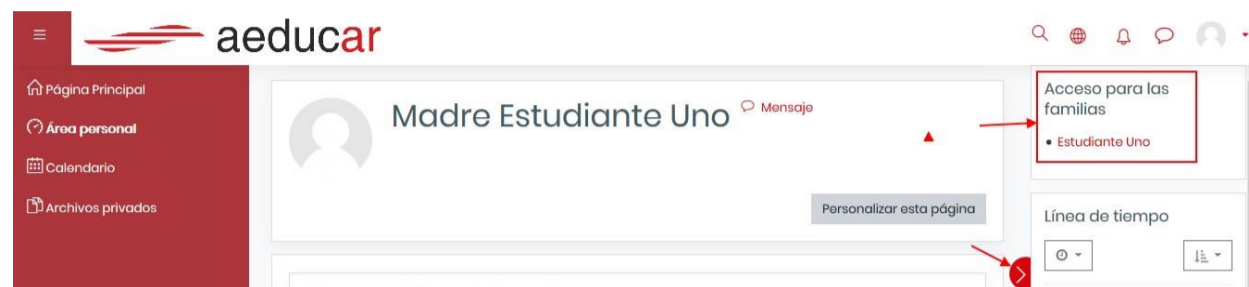 aeducar
Página Principal
Área personal
Calendario
Archivos privados
Madre Estudiante Uno Mensaje
Personalizar esta página
Acceso para las
familias
Estudiante Uno
Línea de tiempo